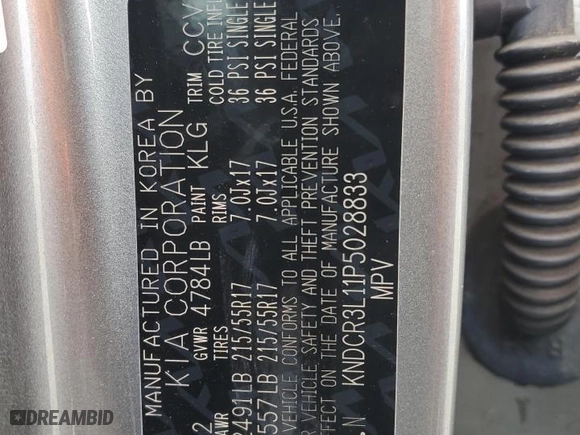 MANUFACTURED IN KOREA BY
KIA CORPORATION
2 GVWR 4784LB PAINT KLG TRIM CCV
TIRES RIMS COLD TIRE
2491LB 215/55R17 7.0Jx17 36 PSI SINGLE
557LB 215/55R17 7.0Jx17 36 PSI SINGLE
VEHICLE CONFORMS TO ALL APPLICABLE U.S.A. FEDERAL
VEHICLE SAFETY AND THEFT PREVENTION STANDARDS
EFFECT ON THE DATE OF MANUFACTURE SHOWN ABOVE.
KNDCR3L11P5028833
MPV
DREAMBID